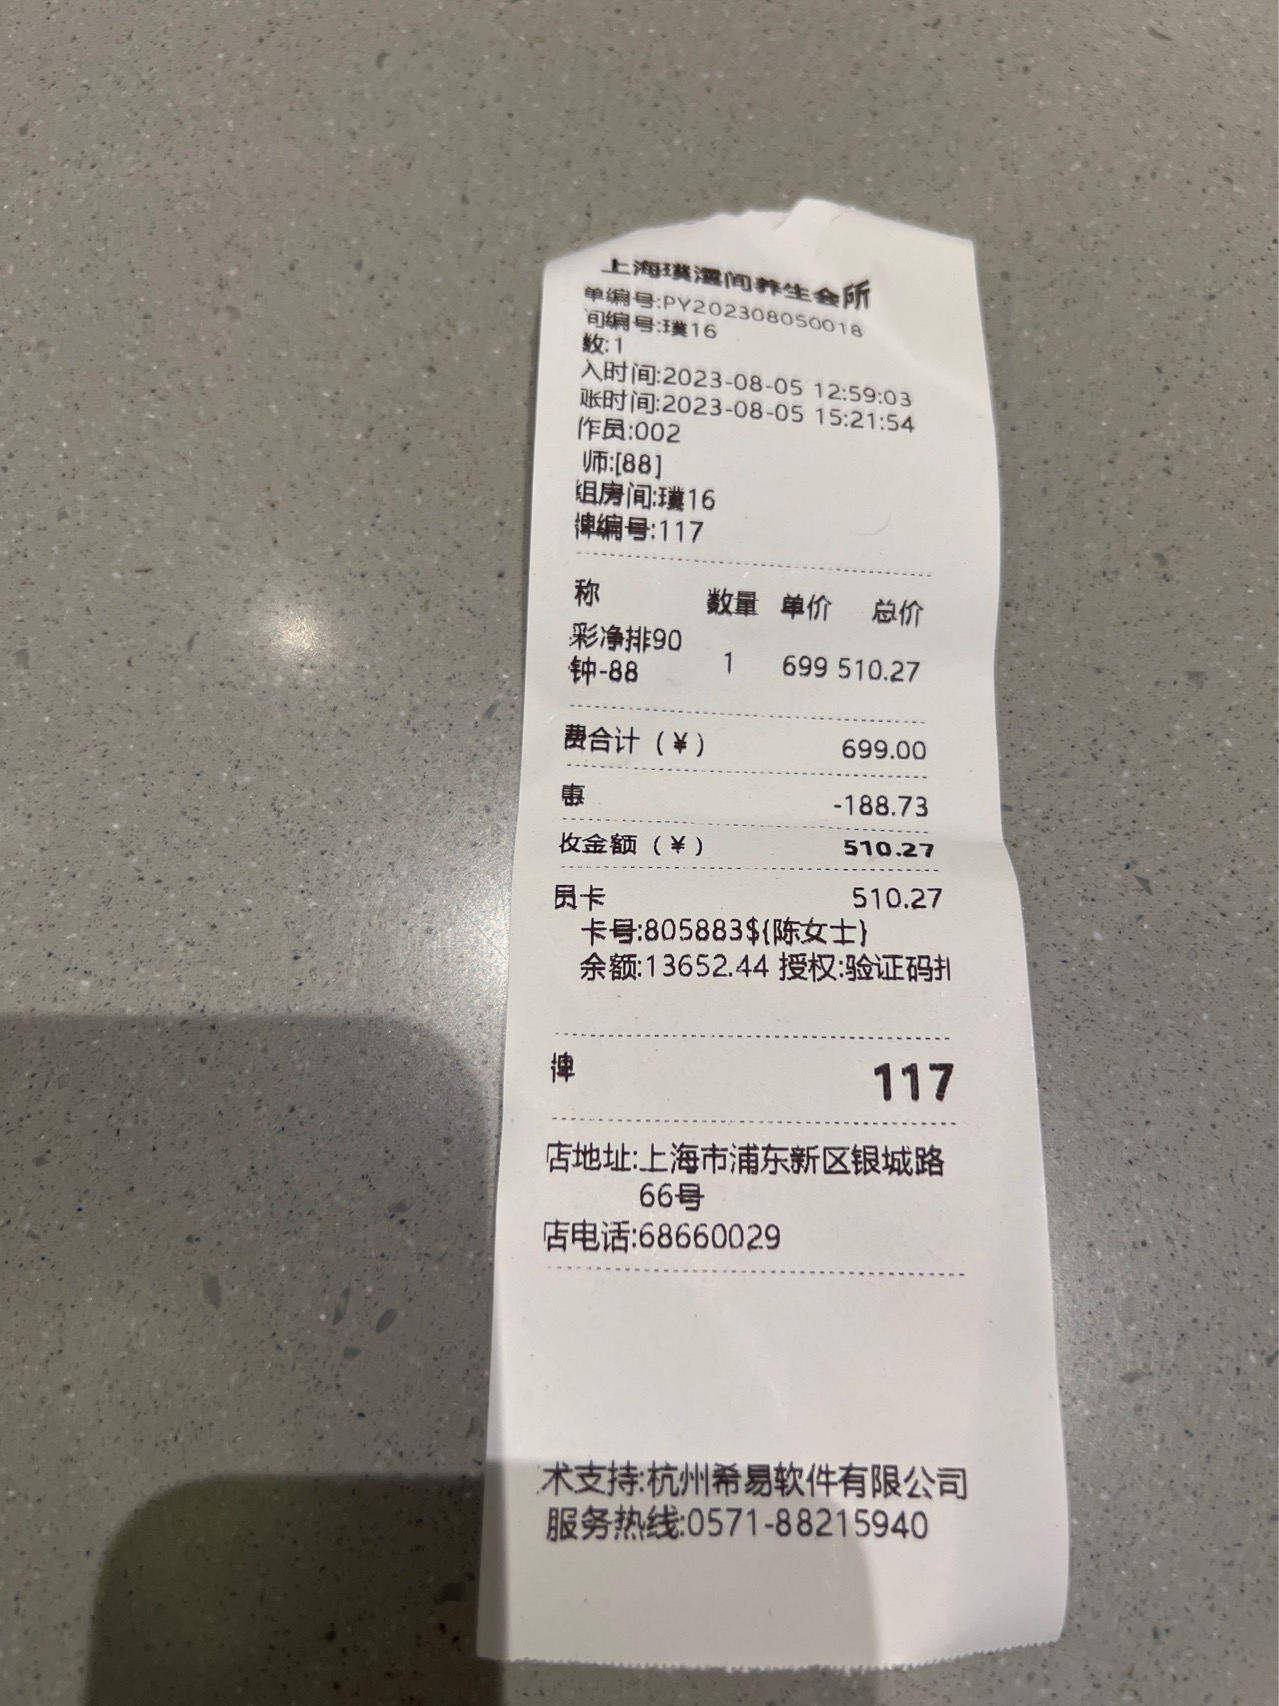 上海璞湿间养生会所
单编号:PY202308050018
间编号:璞16
数:1
入时间:2023-08-05 12:59:03
账时间:2023-08-05 15:21:54
作员:002
师:[88]
组房间:璞16
牌编号:117
称 数量 单价 总价
彩净排90
钟-88 1 699 510.27
费合计（￥） 699.00
惠 -188.73
收金额（￥） 510.27
员卡 510.27
卡号:805883$[陈女士}
余额:13652.44 授权:验证码
牌 117
店地址:上海市浦东新区银城路
66号
店电话:68660029
术支持:杭州希易软件有限公司
服务热线:0571-88215940